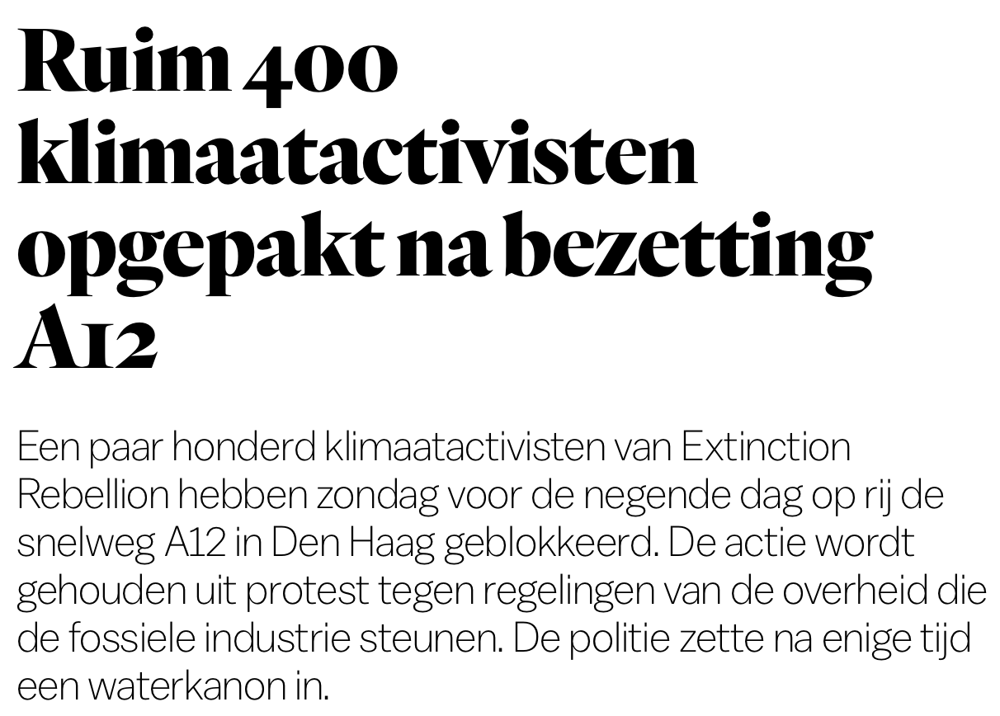 Ruim 400
klimaatactivisten
opgepakt na bezetting
A12
Een paar honderd klimaatactivisten van Extinction
Rebellion hebben zondag voor de negende dag op rij de
snelweg A12 in Den Haag geblokkeerd. De actie wordt
gehouden uit protest tegen regelingen van de overheid die
de fossiele industrie steunen. De politie zette na enige tijd
een waterkanon in.